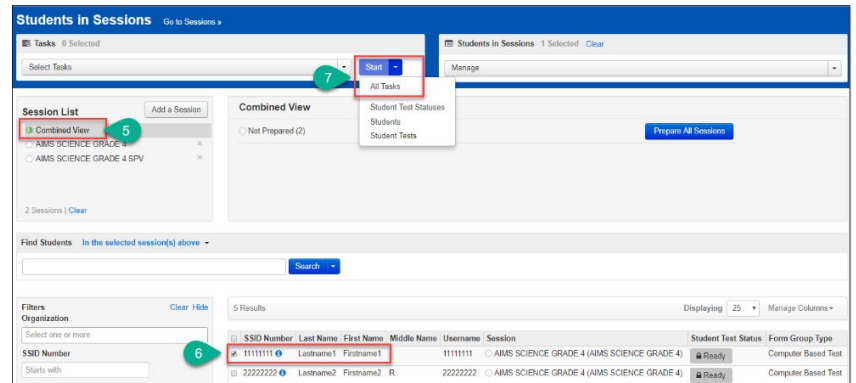 Students in Sessions Go to Sessions »
Tasks 0 Selected
Students in Sessions 1 Selected Clear
Select Tasks
Start
Manage
7
All Tasks
Student Test Statuses
Students
Student Tests
Session List
Add a Session
Combined View
5
AIMS SCIENCE GRADE 4 ×
AIMS SCIENCE GRADE 4 SPV ×
2 Sessions | Clear
Combined View
Not Prepared (2)
Prepare All Sessions
Find Students In the selected session(s) above
Search
Filters Clear Hide
Organization
Select one or more
SSID Number
Starts with
6
5 Results
Displaying 25 Manage Columns
SSID Number Last Name First Name Middle Name Username Session Student Test Status Form Group Type
11111111 Lastname1 Firstname1 11111111 AIMS SCIENCE GRADE 4 (AIMS SCIENCE GRADE 4) Ready Computer Based Test
22222222 Lastname2 Firstname2 R 22222222 AIMS SCIENCE GRADE 4 (AIMS SCIENCE GRADE 4) Ready Computer Based Test